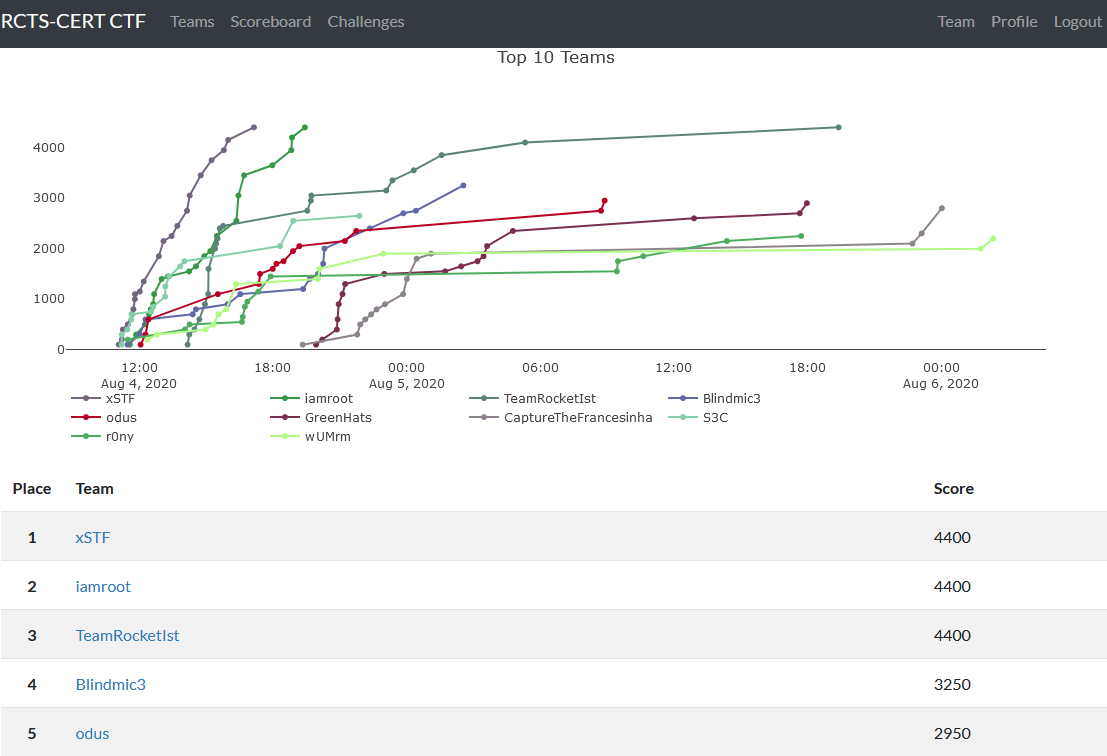 RCTS-CERT CTF Teams Scoreboard Challenges Team Profile Logout
Top 10 Teams
4000
3000
2000
1000
0
12:00 18:00 00:00 06:00 12:00 18:00 00:00
Aug 4, 2020 Aug 5, 2020 Aug 6, 2020
xSTF iamroot TeamRocketIst Blindmic3
odus GreenHats CaptureTheFrancesinha S3C
r0ny wUMrm
Place Team Score
1 xSTF 4400
2 iamroot 4400
3 TeamRocketIst 4400
4 Blindmic3 3250
5 odus 2950